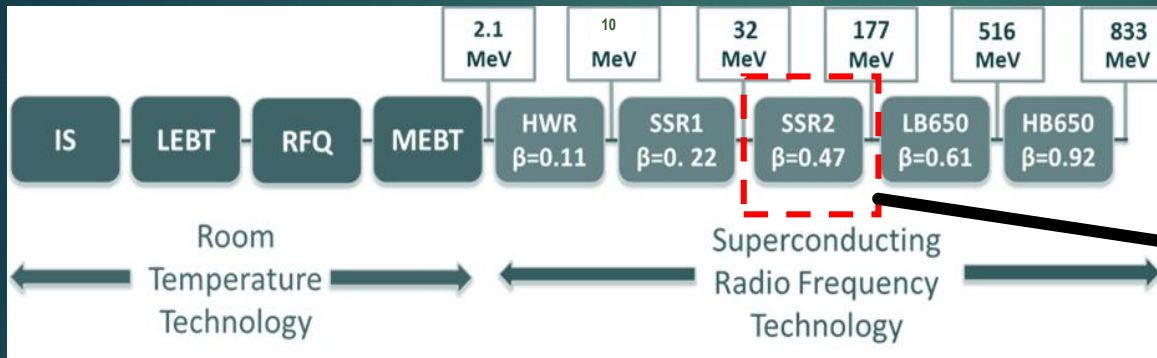 2.1
MeV
10
MeV
32
MeV
177
MeV
516
MeV
833
MeV
IS
LEBT
RFQ
MEBT
HWR
β=0.11
SSR1
β=0. 22
SSR2
β=0.47
LB650
β=0.61
HB650
β=0.92
Room
Temperature
Technology
Superconducting
Radio Frequency
Technology